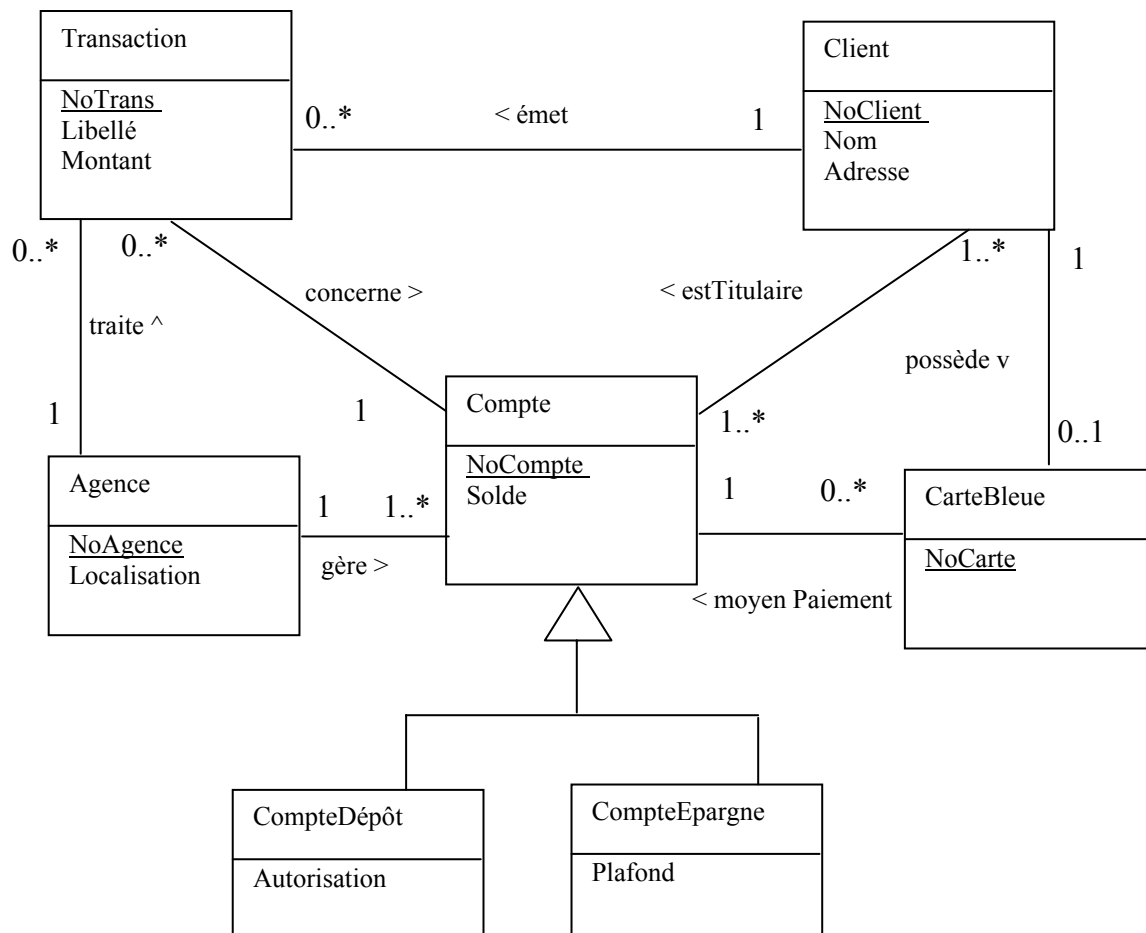 Transaction
NoTrans
Libellé
Montant
Client
NoClient
Nom
Adresse
0..*
< émet
1
0..*
0..*
1..*
1
concerne >
< estTitulaire
traite ^
possède v
1
1
1..*
0..1
Compte
NoCompte
Solde
Agence
NoAgence
Localisation
1
1..*
gère >
1
0..*
< moyen Paiement
CarteBleue
NoCarte
CompteDépôt
Autorisation
CompteEpargne
Plafond